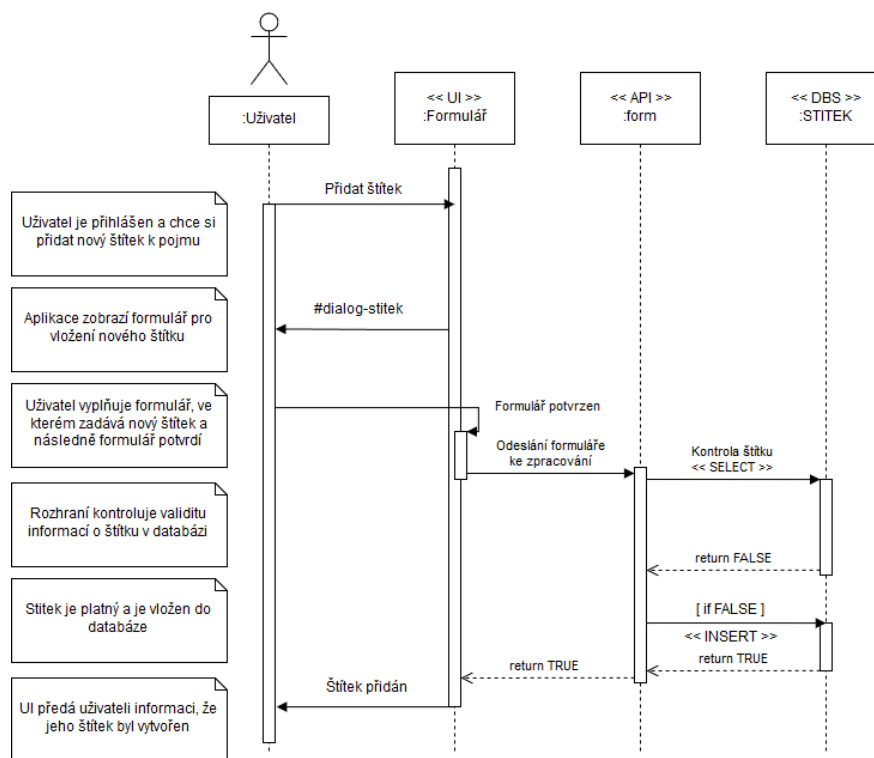 :Uživatel
<< UI >>
:Formulář
<< API >>
:form
<< DBS >>
:STITEK
Uživatel je přihlášen a chce si
přidat nový štítek k pojmu
Přidat štítek
Aplikace zobrazí formulář pro
vložení nového štítku
#dialog-stitek
Uživatel vyplňuje formulář, ve
kterém zadává nový štítek a
následně formulář potvrdí
Formulář potvrzen
Odeslání formuláře
ke zpracování
Kontrola štítku
<< SELECT >>
Rozhraní kontroluje validitu
informací o štítku v databázi
return FALSE
Stitek je platný a je vložen do
databáze
[ if FALSE ]
<< INSERT >>
return TRUE
return TRUE
Štítek přidán
UI předá uživateli informaci, že
jeho štítek byl vytvořen